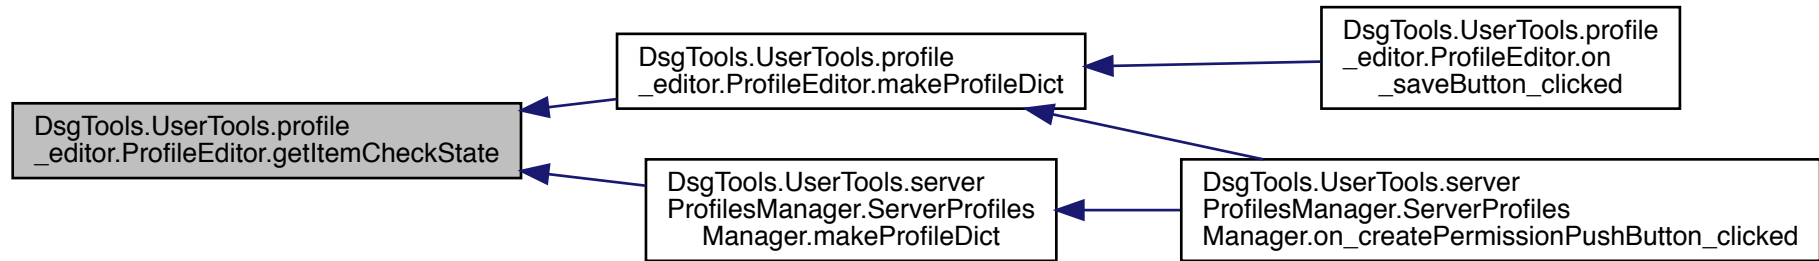 DsgTools.UserTools.profile
_editor.ProfileEditor.getItemCheckState
DsgTools.UserTools.profile
_editor.ProfileEditor.makeProfileDict
DsgTools.UserTools.profile
_editor.ProfileEditor.on
_saveButton_clicked
DsgTools.UserTools.server
ProfilesManager.ServerProfiles
Manager.makeProfileDict
DsgTools.UserTools.server
ProfilesManager.ServerProfiles
Manager.on_createPermissionPushButton_clicked